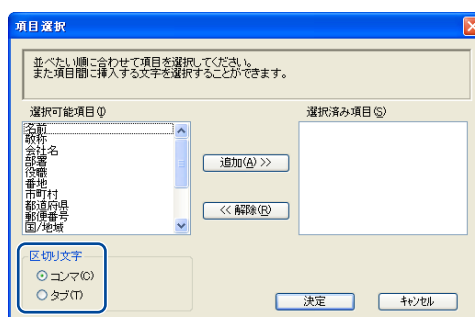 項目選択
並べたい順に合わせて項目を選択してください。
また項目間に挿入する文字を選択することができます。
選択可能項目(I)
名前
敬称
会社名
部署
役職
番地
市町村
都道府県
郵便番号
国/地域
追加(A) >>
<< 解除(R)
選択済み項目(S)
区切り文字
コンマ(C)
タブ(T)
決定
キャンセル